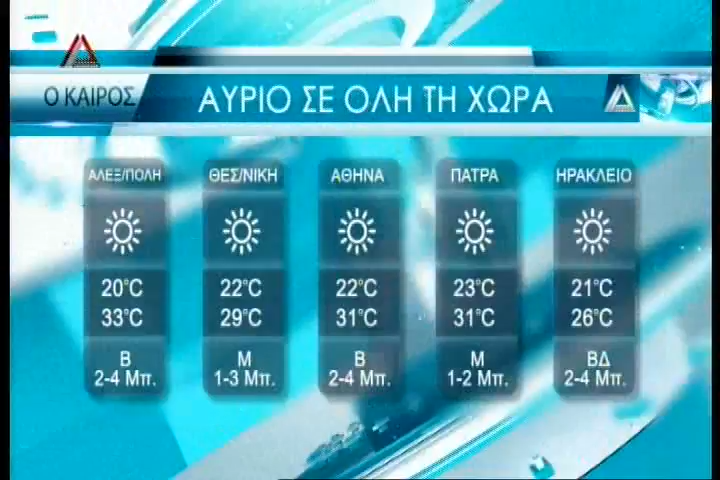 Ο ΚΑΙΡΟΣ
ΑΥΡΙΟ ΣΕ ΟΛΗ ΤΗ ΧΩΡΑ
ΑΛΕΞ/ΠΟΛΗ
20°C
33°C
Β
2-4 Μπ.
ΘΕΣ/ΝΙΚΗ
22°C
29°C
Μ
1-3 Μπ.
ΑΘΗΝΑ
22°C
31°C
Β
2-4 Μπ.
ΠΑΤΡΑ
23°C
31°C
Μ
1-2 Μπ.
ΗΡΑΚΛΕΙΟ
21°C
26°C
ΒΔ
2-4 Μπ.